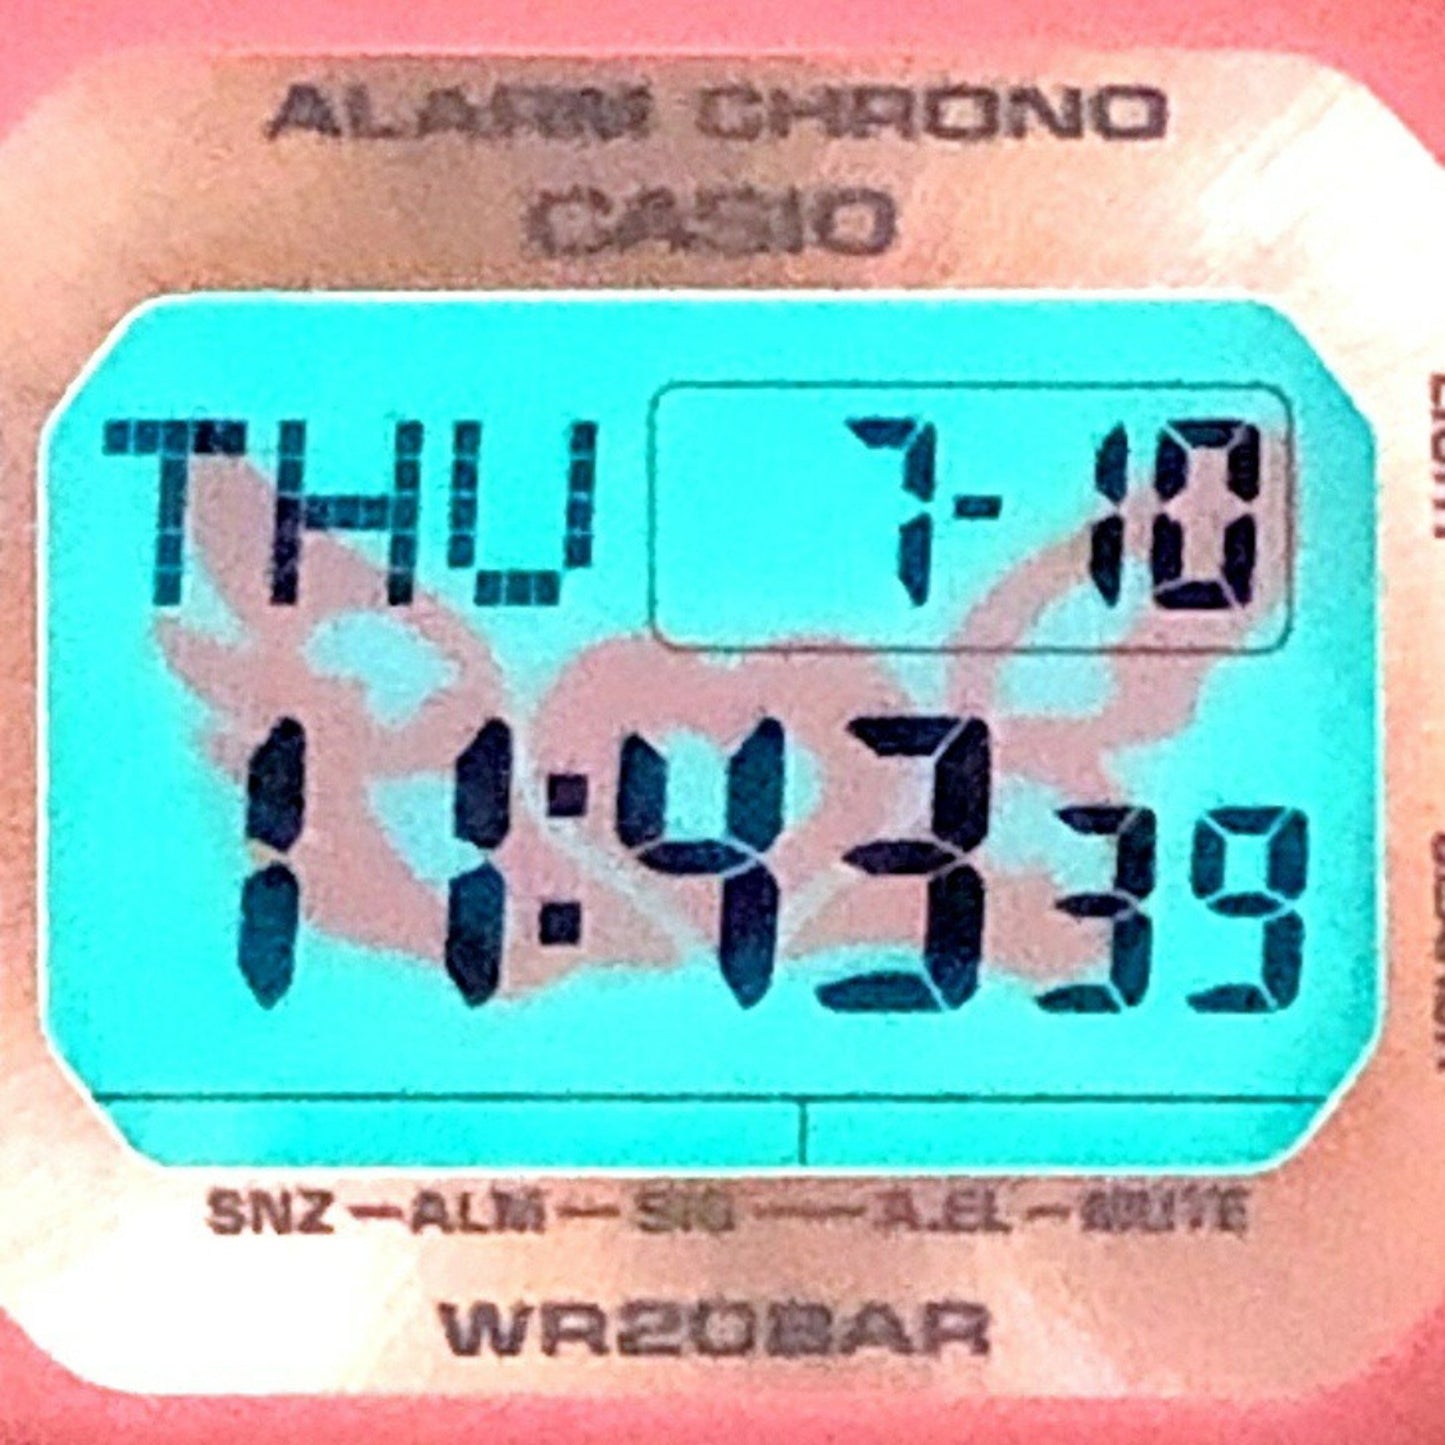 ALARM CHRONO
CASIO
THU 7-10
11:43 39
SNZ—ALM—SIG——A.EL—MUTE
WR20BAR